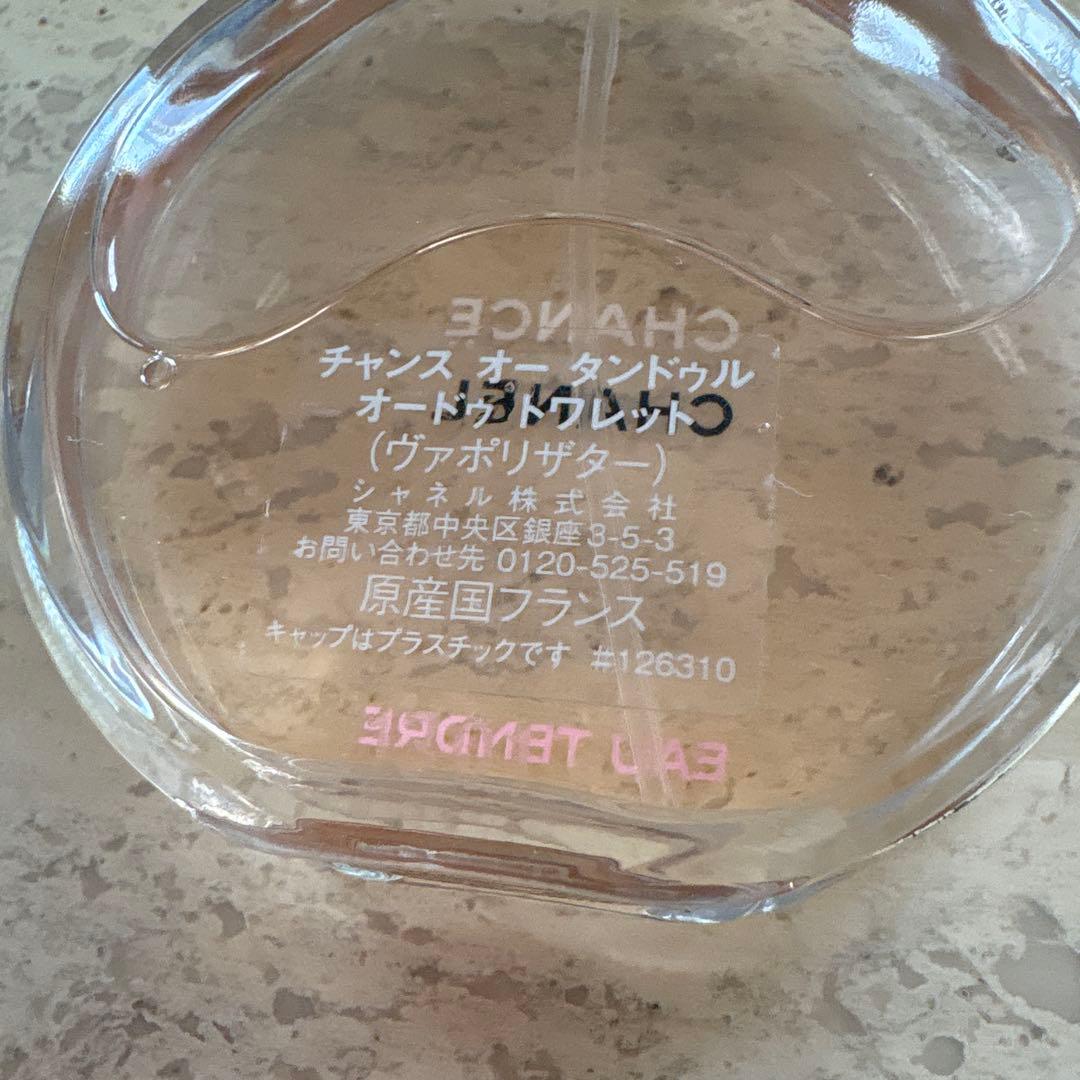 CHANCE
チャンス オー タンドゥル
CHANEL
オードゥ トワレット
(ヴァポリザター)
シャネル株式会社
東京都中央区銀座3-5-3
お問い合わせ先 0120-525-519
原産国フランス
キャップはプラスチックです #126310
EAU TENDRE